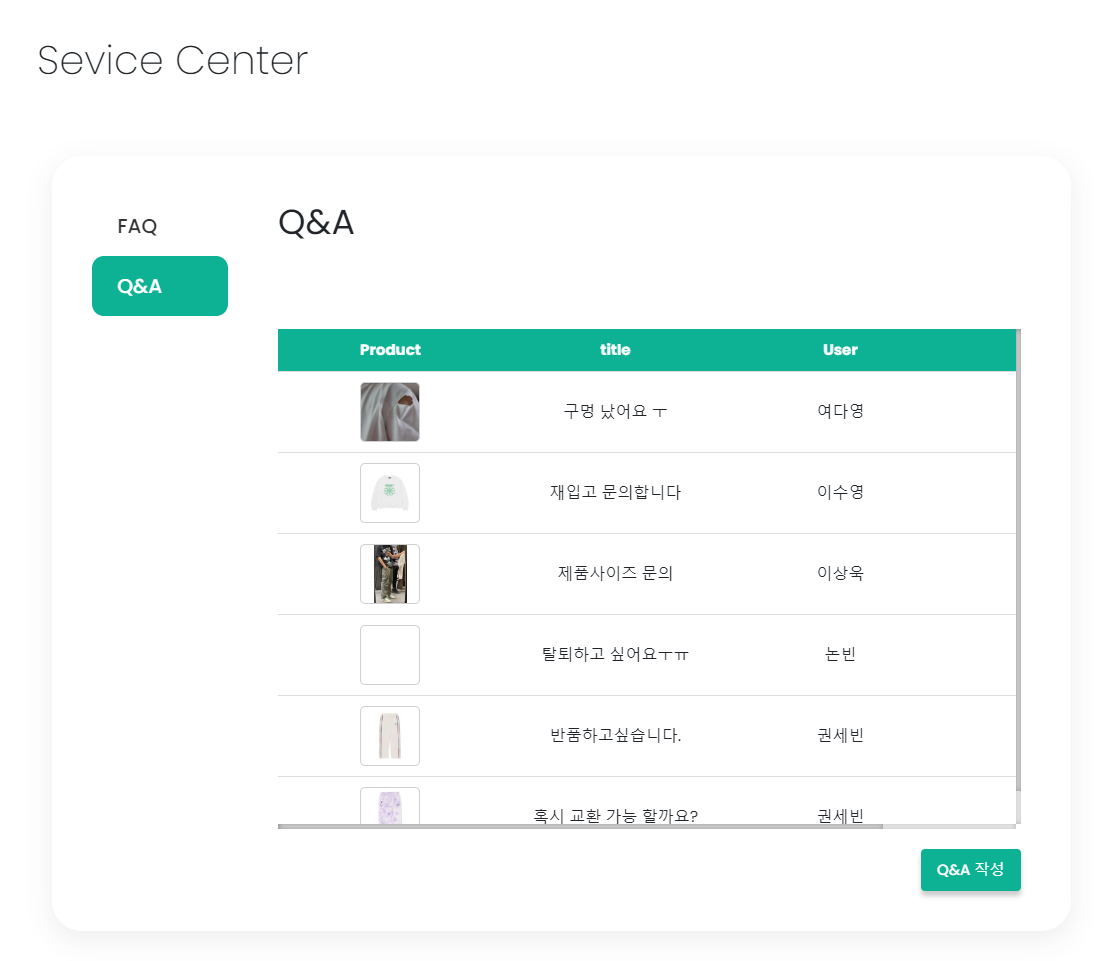 Sevice Center
FAQ
Q&A
Q&A
Product title User
구멍 났어요 ㅜ 여다영
재입고 문의합니다 이수영
제품사이즈 문의 이상욱
탈퇴하고 싶어요ㅜㅠ 논빈
반품하고싶습니다. 권세빈
혹시 교환 가능 할까요? 권세빈
Q&A 작성